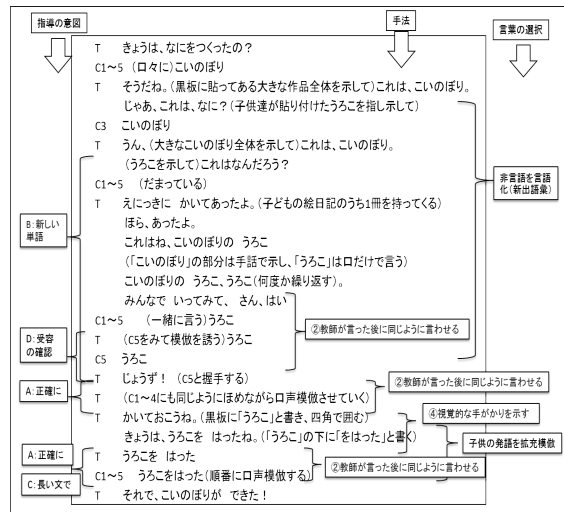 指導の意図
手法
言葉の選択
T きょうは、なにをつくったの？
C1～5 (口々に)こいのぼり
T そうだね。(黒板に貼ってある大きな作品全体を示して)これは、こいのぼり。
じゃあ、これは、なに？(子供達が貼り付けたうろこを指し示して)
C3 こいのぼり
T うん、(大きなこいのぼり全体を示して)これは、こいのぼり。
(うろこを示して)これはなんだろう？
C1～5 (だまっている)
T えにっきに かいてあったよ。(子どもの絵日記のうち1冊を持ってくる)
ほら、あったよ。
これはね、こいのぼりの うろこ
(「こいのぼり」の部分は手話で示し、「うろこ」は口だけで言う)
こいのぼりの うろこ、うろこ(何度か繰り返す)。
みんなで いってみて、 さん、はい
C1～5 (一緒に言う)うろこ
T (C5をみて模倣を誘う)うろこ
C5 うろこ
T じょうず！ (C5と握手する)
T (C1～4にも同じようにほめながら口声模倣させていく)
T かいておこうね。(黒板に「うろこ」と書き、四角で囲む)
きょうは、うろこを はったね。(「うろこ」の下に「をはった」と書く)
T うろこを はった
C1～5 うろこをはった(順番に口声模倣する)
T それで、こいのぼりが できた！
B:新しい
単語
D:受容
の確認
A:正確に
A:正確に
C:長い文で
非言語を言語
化(新出語彙)
②教師が言った後に同じように言わせる
②教師が言った後に同じように言わせる
④視覚的な手がかりを示す
子供の発語を拡充模倣
②教師が言った後に同じように言わせる